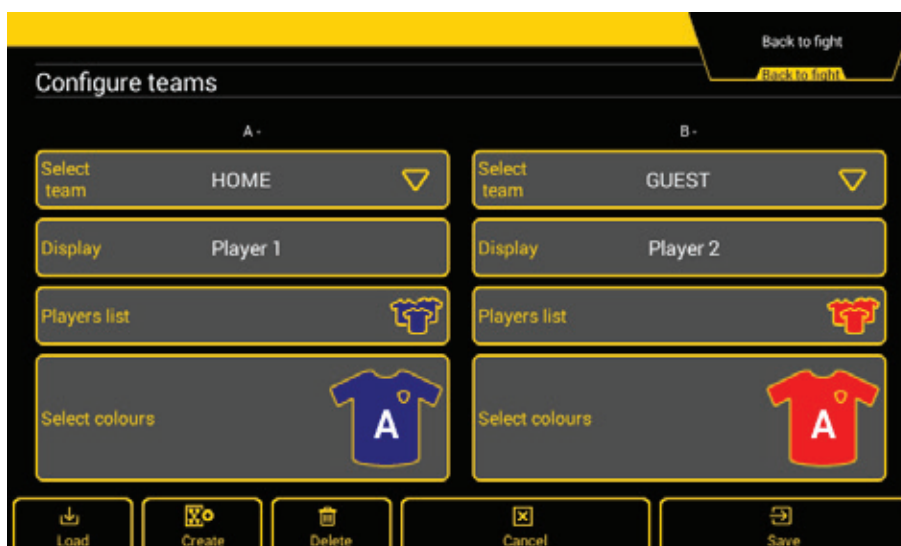 Back to fight
Back to fight
Configure teams
A -
B -
Select team
HOME
Select team
GUEST
Display
Player 1
Display
Player 2
Players list
Players list
Select colours
A
Select colours
A
Load
Create
Delete
Cancel
Save